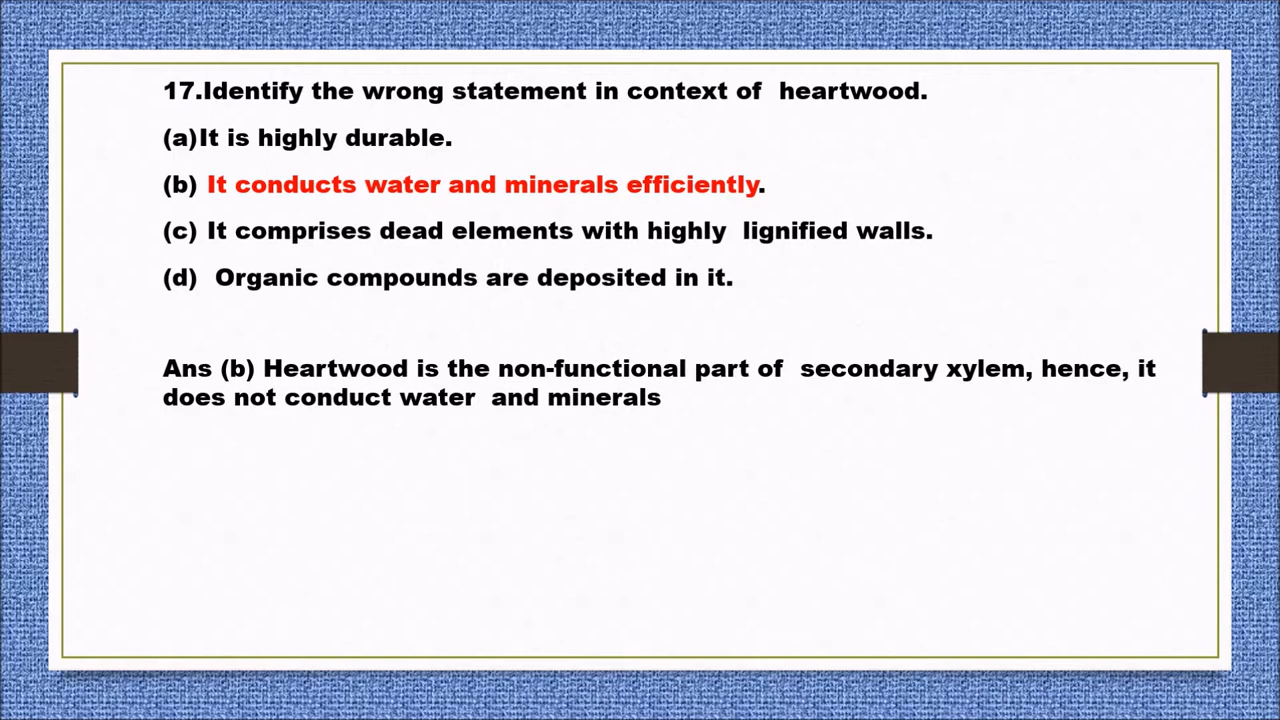 17.Identify the wrong statement in context of heartwood.
(a)It is highly durable.
(b) It conducts water and minerals efficiently.
(c) It comprises dead elements with highly lignified walls.
(d) Organic compounds are deposited in it.
Ans (b) Heartwood is the non-functional part of secondary xylem, hence, it
does not conduct water and minerals